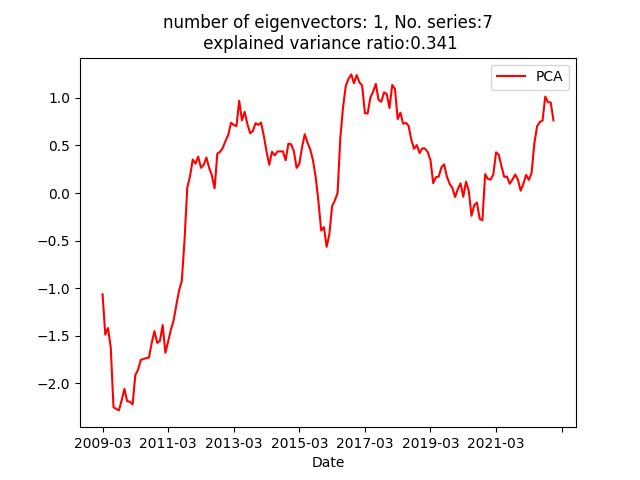 number of eigenvectors: 1, No. series:7
explained variance ratio:0.341
PCA
1.0
0.5
0.0
−0.5
−1.0
−1.5
−2.0
2009-03 2011-03 2013-03 2015-03 2017-03 2019-03 2021-03
Date